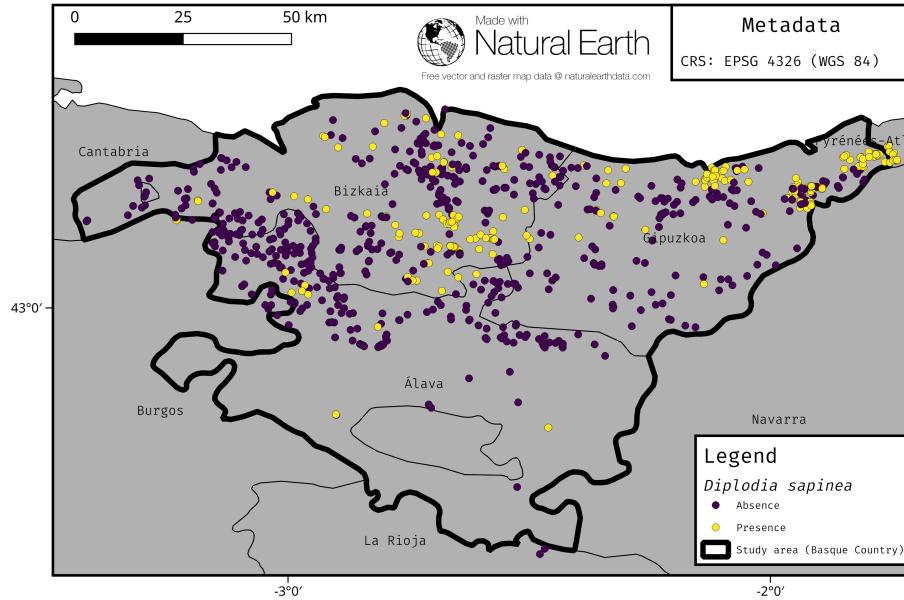 0 25 50 km
Made with
Natural Earth
Free vector and raster map data @ naturalearthdata.com
Metadata
CRS: EPSG 4326 (WGS 84)
Cantabria
Pyrénées-Atl
Bizkaia
Gipuzkoa
43°0′
Álava
Burgos
Navarra
La Rioja
Legend
Diplodia sapinea
Absence
Presence
Study area (Basque Country)
-3°0′
-2°0′